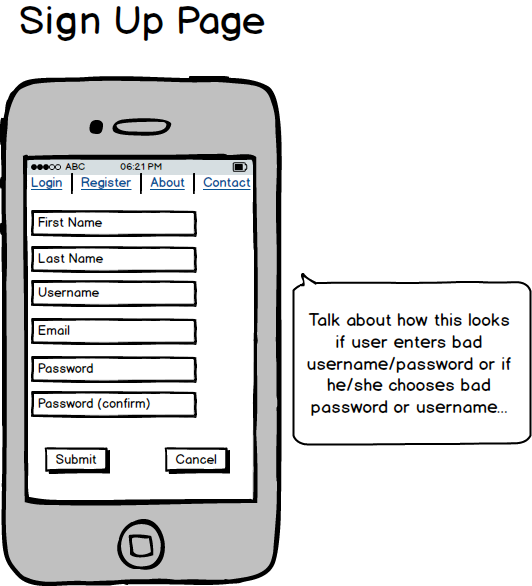 Sign Up Page
ABC 06:21 PM
Login Register About Contact
First Name
Last Name
Username
Email
Password
Password (confirm)
Submit Cancel
Talk about how this looks
if user enters bad
username/password or if
he/she chooses bad
password or username...